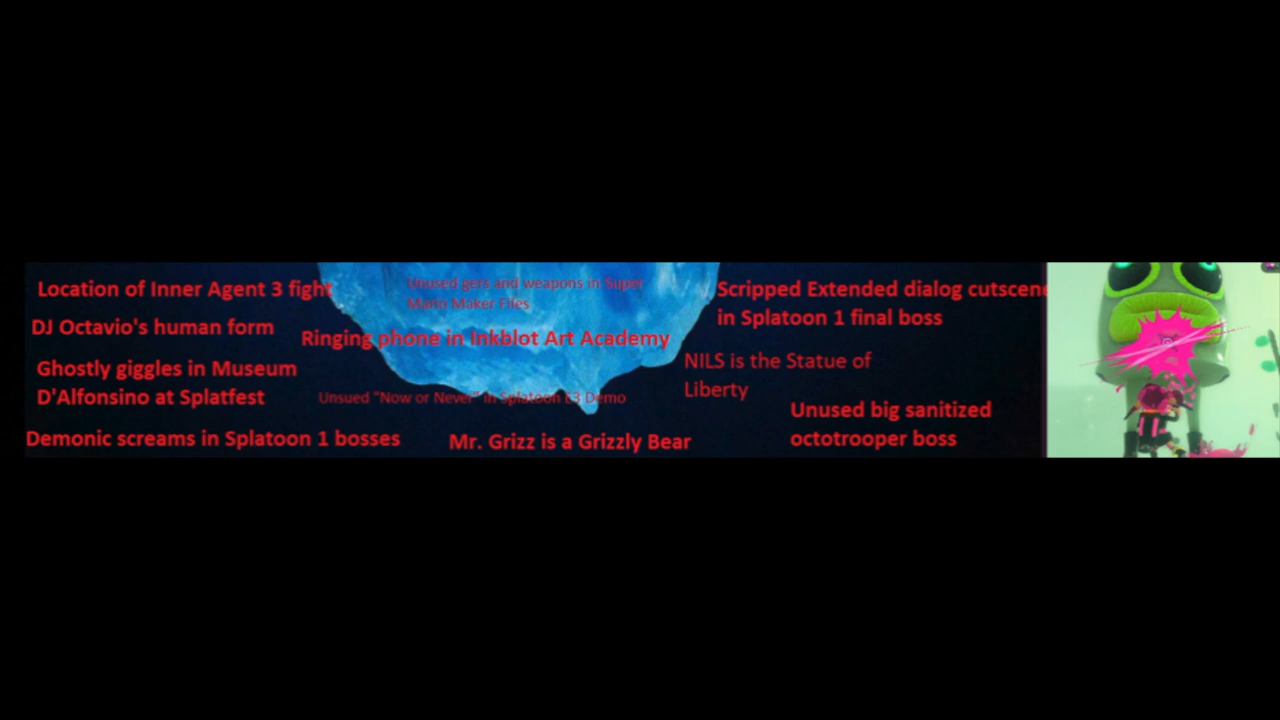 Location of Inner Agent 3 fight
DJ Octavio's human form
Ghostly giggles in Museum
D'Alfonsino at Splatfest
Demonic screams in Splatoon 1 bosses
Unused gers and weapons in Super
Mario Maker Files
Ringing phone in Inkblot Art Academy
Unsued "Now or Never" in Splatoon E3 Demo
Mr. Grizz is a Grizzly Bear
Scripped Extended dialog cutscene
in Splatoon 1 final boss
NILS is the Statue of
Liberty
Unused big sanitized
octotrooper boss